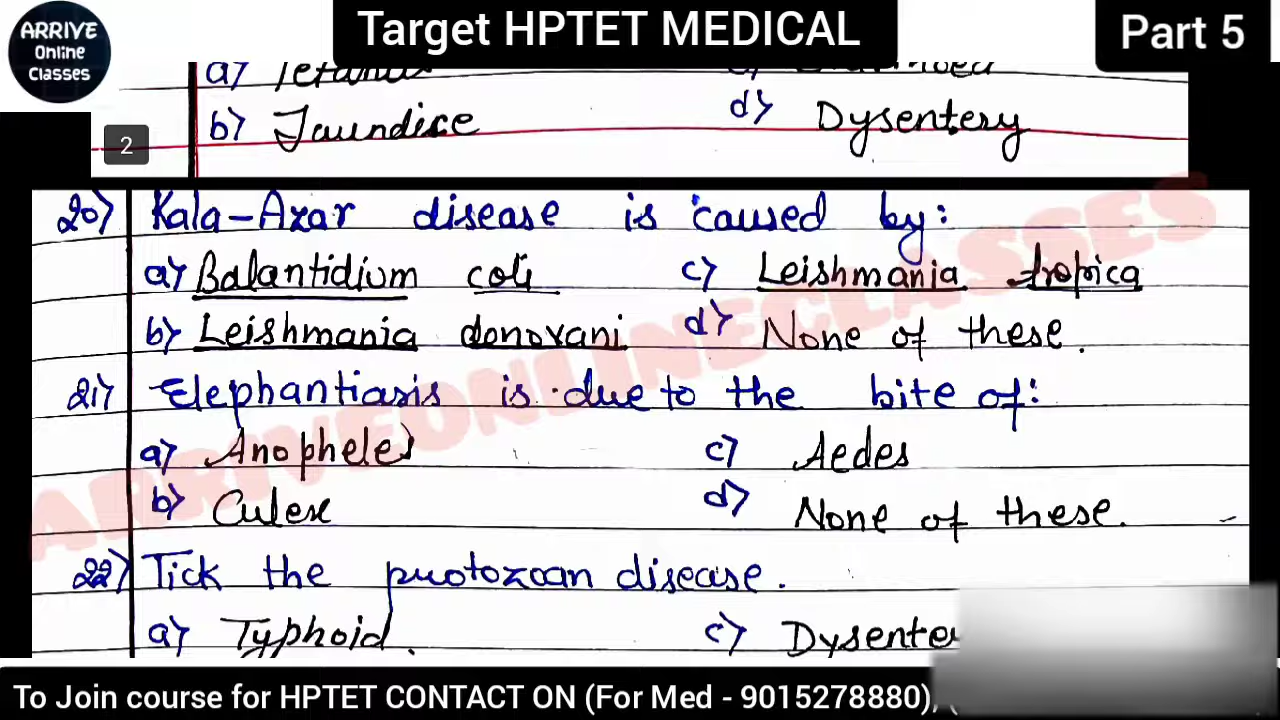 ARRIVE
Online
Classes
Target HPTET MEDICAL
Part 5
a)
b) Jaundice d) Dysentery
2
20) Kala-Azar disease is caused by:
a) Balantidium coli c) Leishmania tropica
b) Leishmania donovani d) None of these.
21) Elephantiasis is due to the bite of:
a) Anopheles c) Aedes
b) Culex d) None of these.
22) Tick the protozoan disease.
a) Typhoid. c) Dysente
ARRIVEONLINECLASSES
To Join course for HPTET CONTACT ON (For Med - 9015278880), (